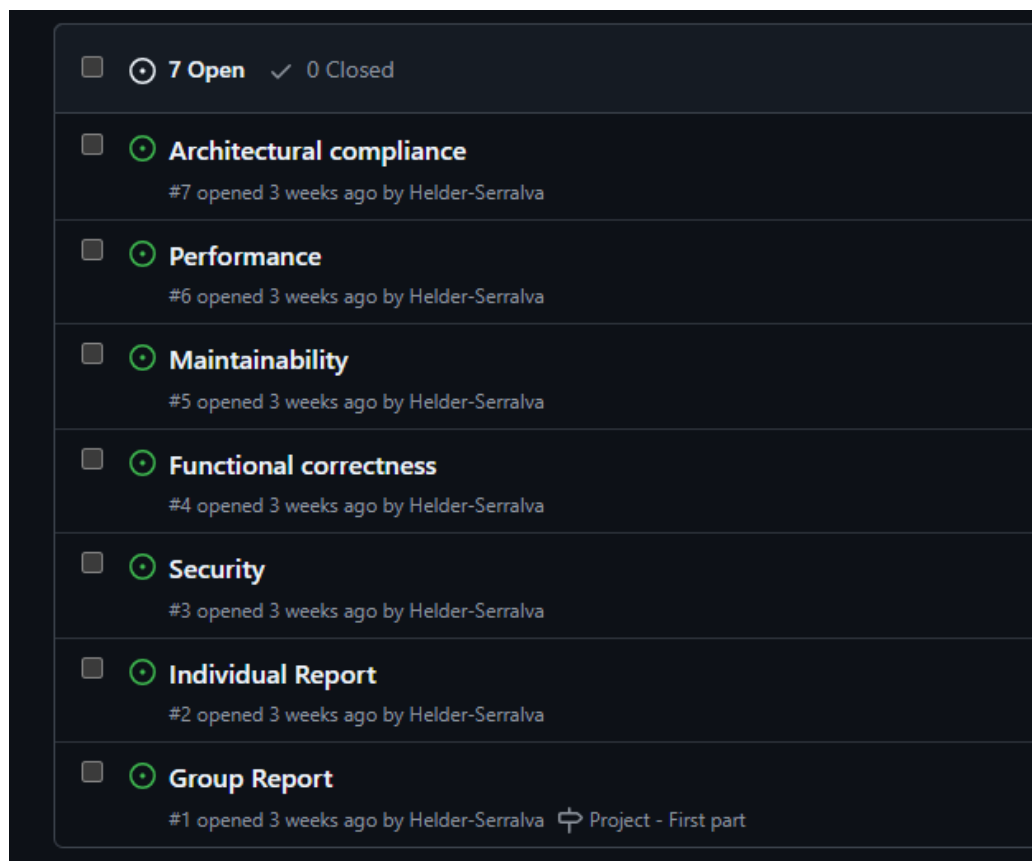 7 Open 0 Closed
Architectural compliance
#7 opened 3 weeks ago by Helder-Serralva
Performance
#6 opened 3 weeks ago by Helder-Serralva
Maintainability
#5 opened 3 weeks ago by Helder-Serralva
Functional correctness
#4 opened 3 weeks ago by Helder-Serralva
Security
#3 opened 3 weeks ago by Helder-Serralva
Individual Report
#2 opened 3 weeks ago by Helder-Serralva
Group Report
#1 opened 3 weeks ago by Helder-Serralva Project - First part